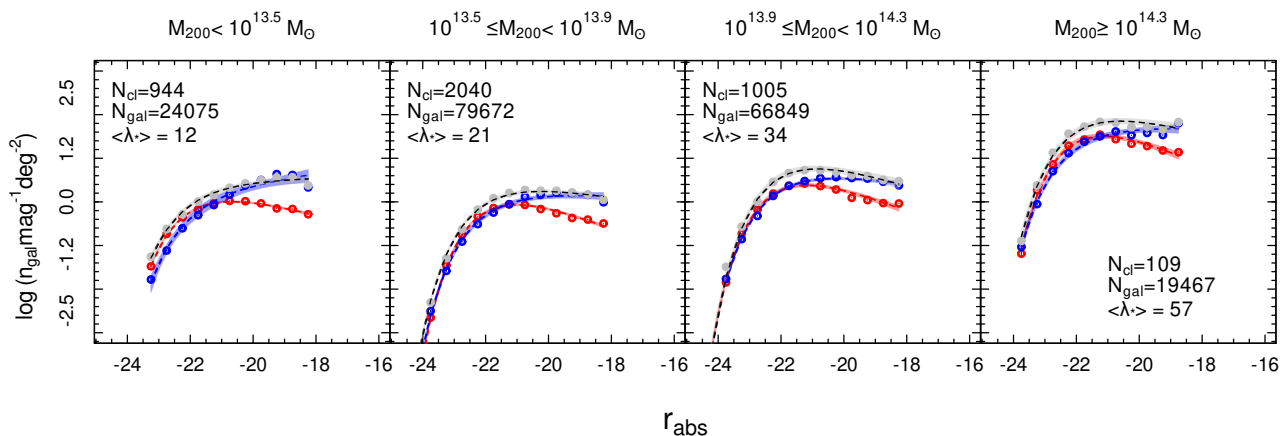 M200< 10^13.5 M⊙
10^13.5 ≤M200< 10^13.9 M⊙
10^13.9 ≤M200< 10^14.3 M⊙
M200≥ 10^14.3 M⊙
log (ngal mag^-1 deg^-2)
2.5
1.2
0.0
-1.2
-2.5
Ncl=944
Ngal=24075
<λ*> = 12
Ncl=2040
Ngal=79672
<λ*> = 21
Ncl=1005
Ngal=66849
<λ*> = 34
Ncl=109
Ngal=19467
<λ*> = 57
-24 -22 -20 -18 -16
-24 -22 -20 -18 -16
-24 -22 -20 -18 -16
-24 -22 -20 -18 -16
rabs